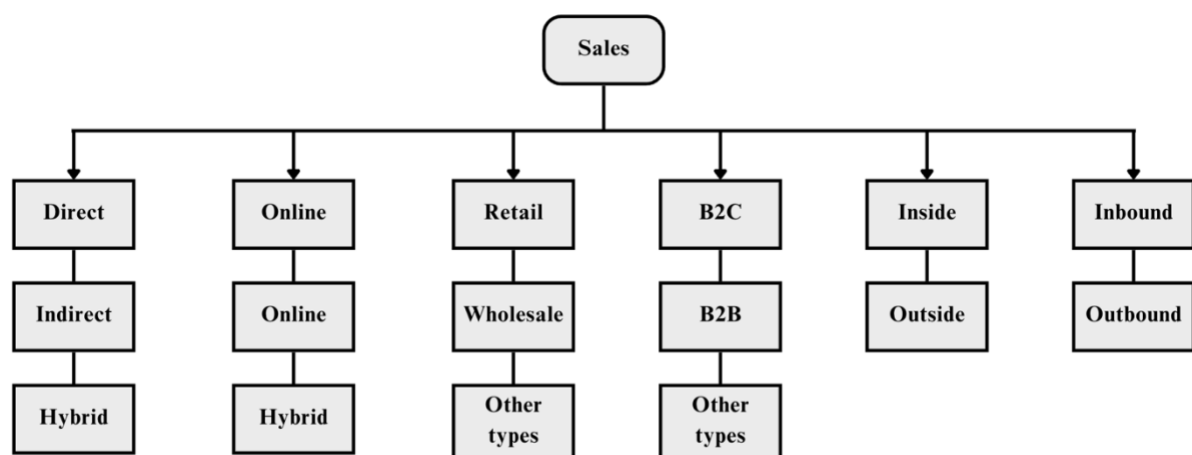 Sales
Direct
Online
Retail
B2C
Inside
Inbound
Indirect
Online
Wholesale
B2B
Outside
Outbound
Hybrid
Hybrid
Other
types
Other
types